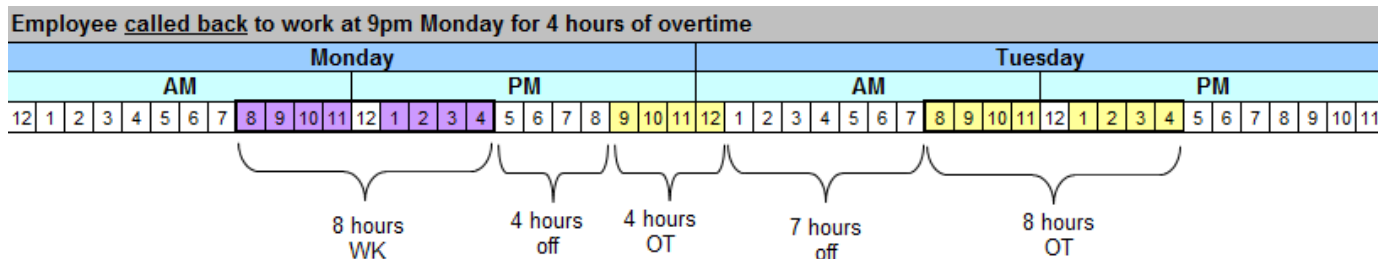 Employee called back to work at 9pm Monday for 4 hours of overtime
Monday Tuesday
AM PM AM PM
12 1 2 3 4 5 6 7 8 9 10 11 12 1 2 3 4 5 6 7 8 9 10 11 12 1 2 3 4 5 6 7 8 9 10 11 12 1 2 3 4 5 6 7 8 9 10 11
8 hours 4 hours 4 hours 7 hours 8 hours
WK off OT off OT